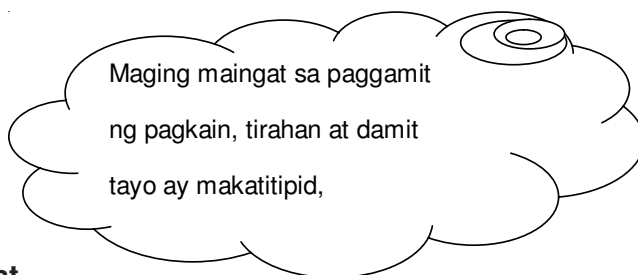 Maging maingat sa paggamit
ng pagkain, tirahan at damit
tayo ay makatitipid,